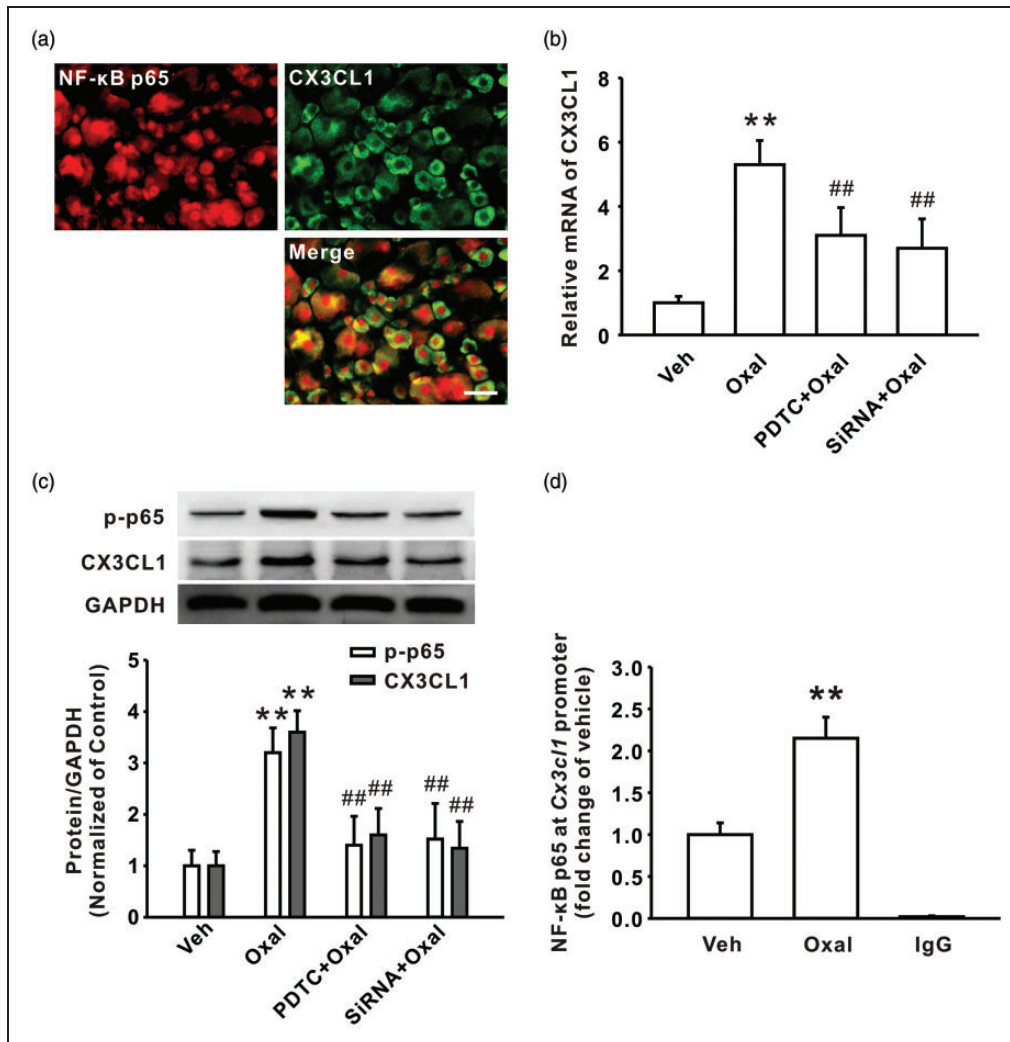 (a)
NF-κB p65
CX3CL1
Merge
(b)
Relative mRNA of CX3CL1
8
6
4
2
0
**
##
##
Veh
Oxal
PDTC+Oxal
SiRNA+Oxal
(c)
p-p65
CX3CL1
GAPDH
Protein/GAPDH
(Normalized of Control)
5
4
3
2
1
0
p-p65
CX3CL1
**
**
##
##
##
##
Veh
Oxal
PDTC+Oxal
SiRNA+Oxal
(d)
NF-κB p65 at Cx3cl1 promoter
(fold change of vehicle)
3.0
2.5
2.0
1.5
1.0
0.5
0.0
**
Veh
Oxal
IgG